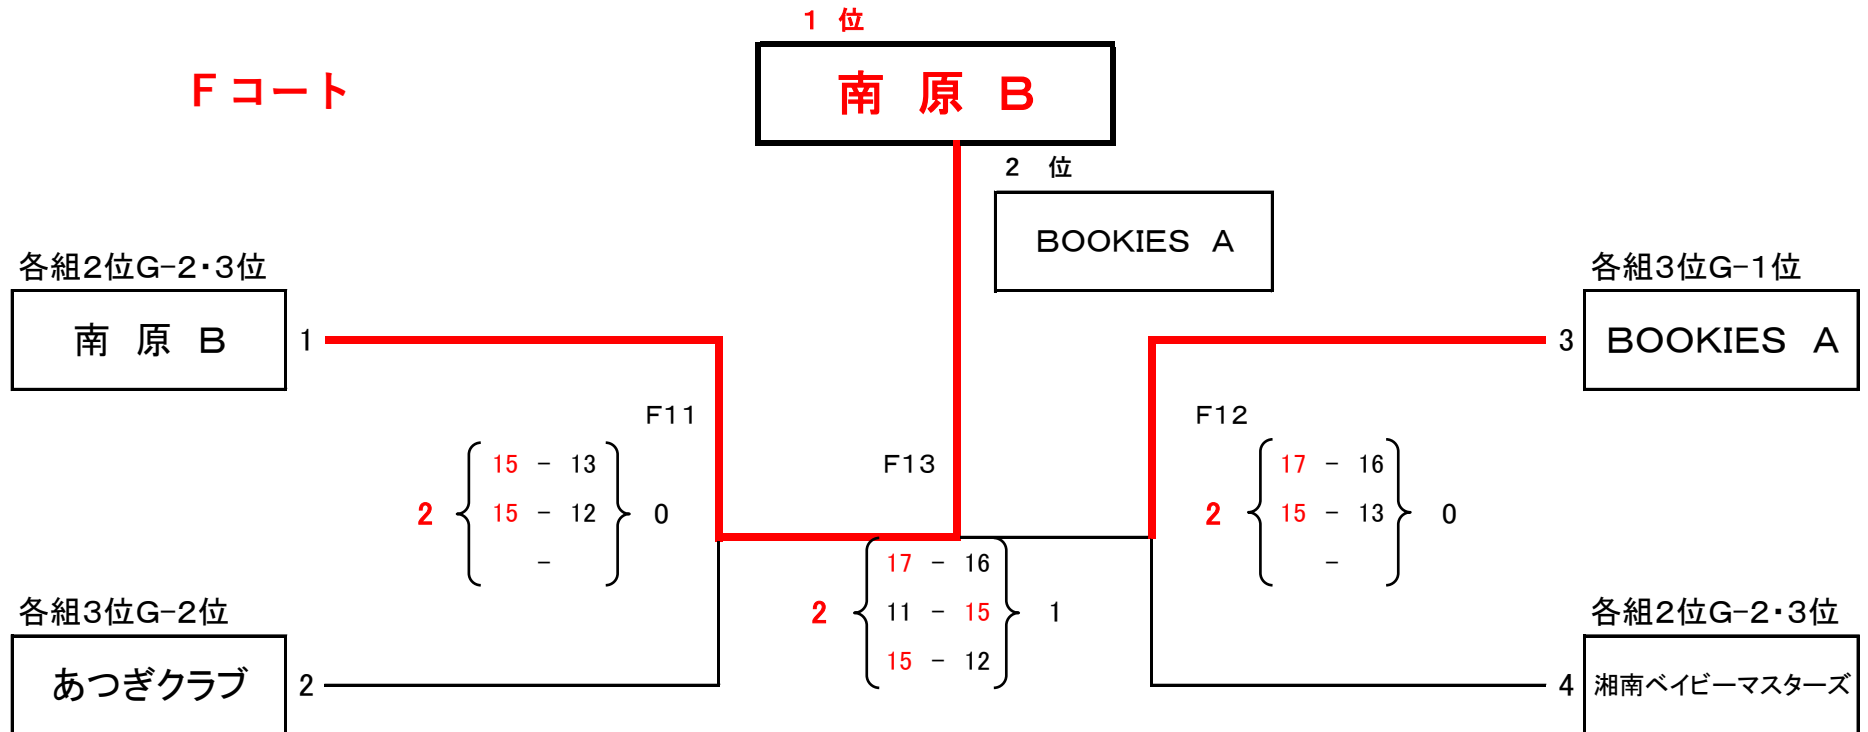 1 位
南 原 B
Fコート
2 位
BOOKIES A
各組2位G-2・3位
南 原 B
1
各組3位G-1位
3
BOOKIES A
F11
F12
F13
15 - 13
2 15 - 12 0
-
17 - 16
2 15 - 13 0
-
17 - 16
2 11 - 15 1
15 - 12
各組3位G-2位
あつぎクラブ
2
各組2位G-2・3位
4
湘南ベイビーマスターズ